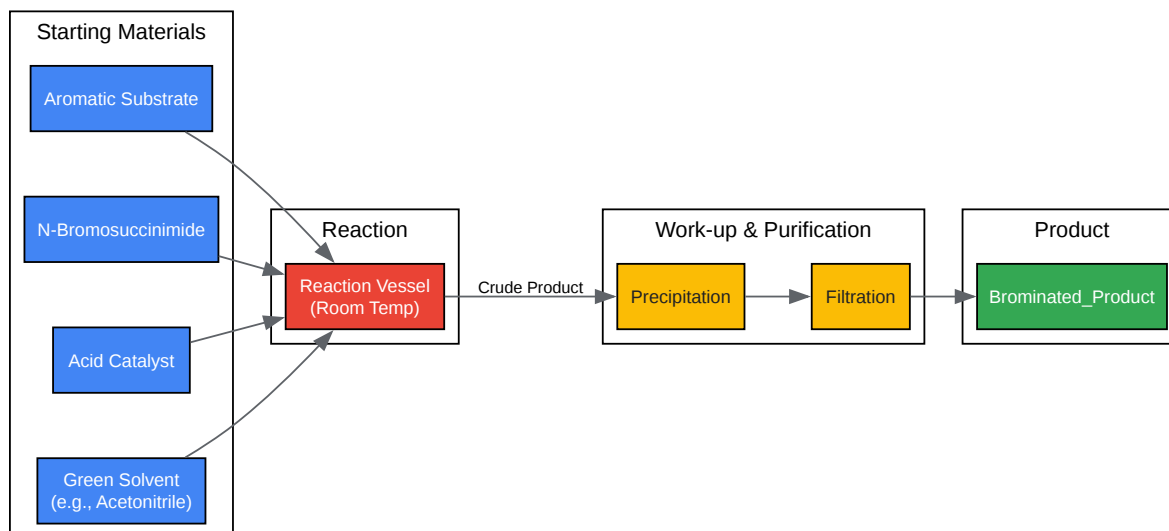 Starting Materials
Aromatic Substrate
N-Bromosuccinimide
Acid Catalyst
Green Solvent
(e.g., Acetonitrile)
Reaction
Reaction Vessel
(Room Temp)
Crude Product
Work-up & Purification
Precipitation
Filtration
Product
Brominated_Product